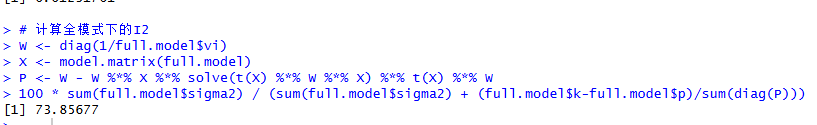 > # 计算全模式下的I2
> W <- diag(1/full.model$vi)
> X <- model.matrix(full.model)
> P <- W - W %*% X %*% solve(t(X) %*% W %*% X) %*% t(X) %*% W
> 100 * sum(full.model$sigma2) / (sum(full.model$sigma2) + (full.model$k-full.model$p)/sum(diag(P)))
[1] 73.85677